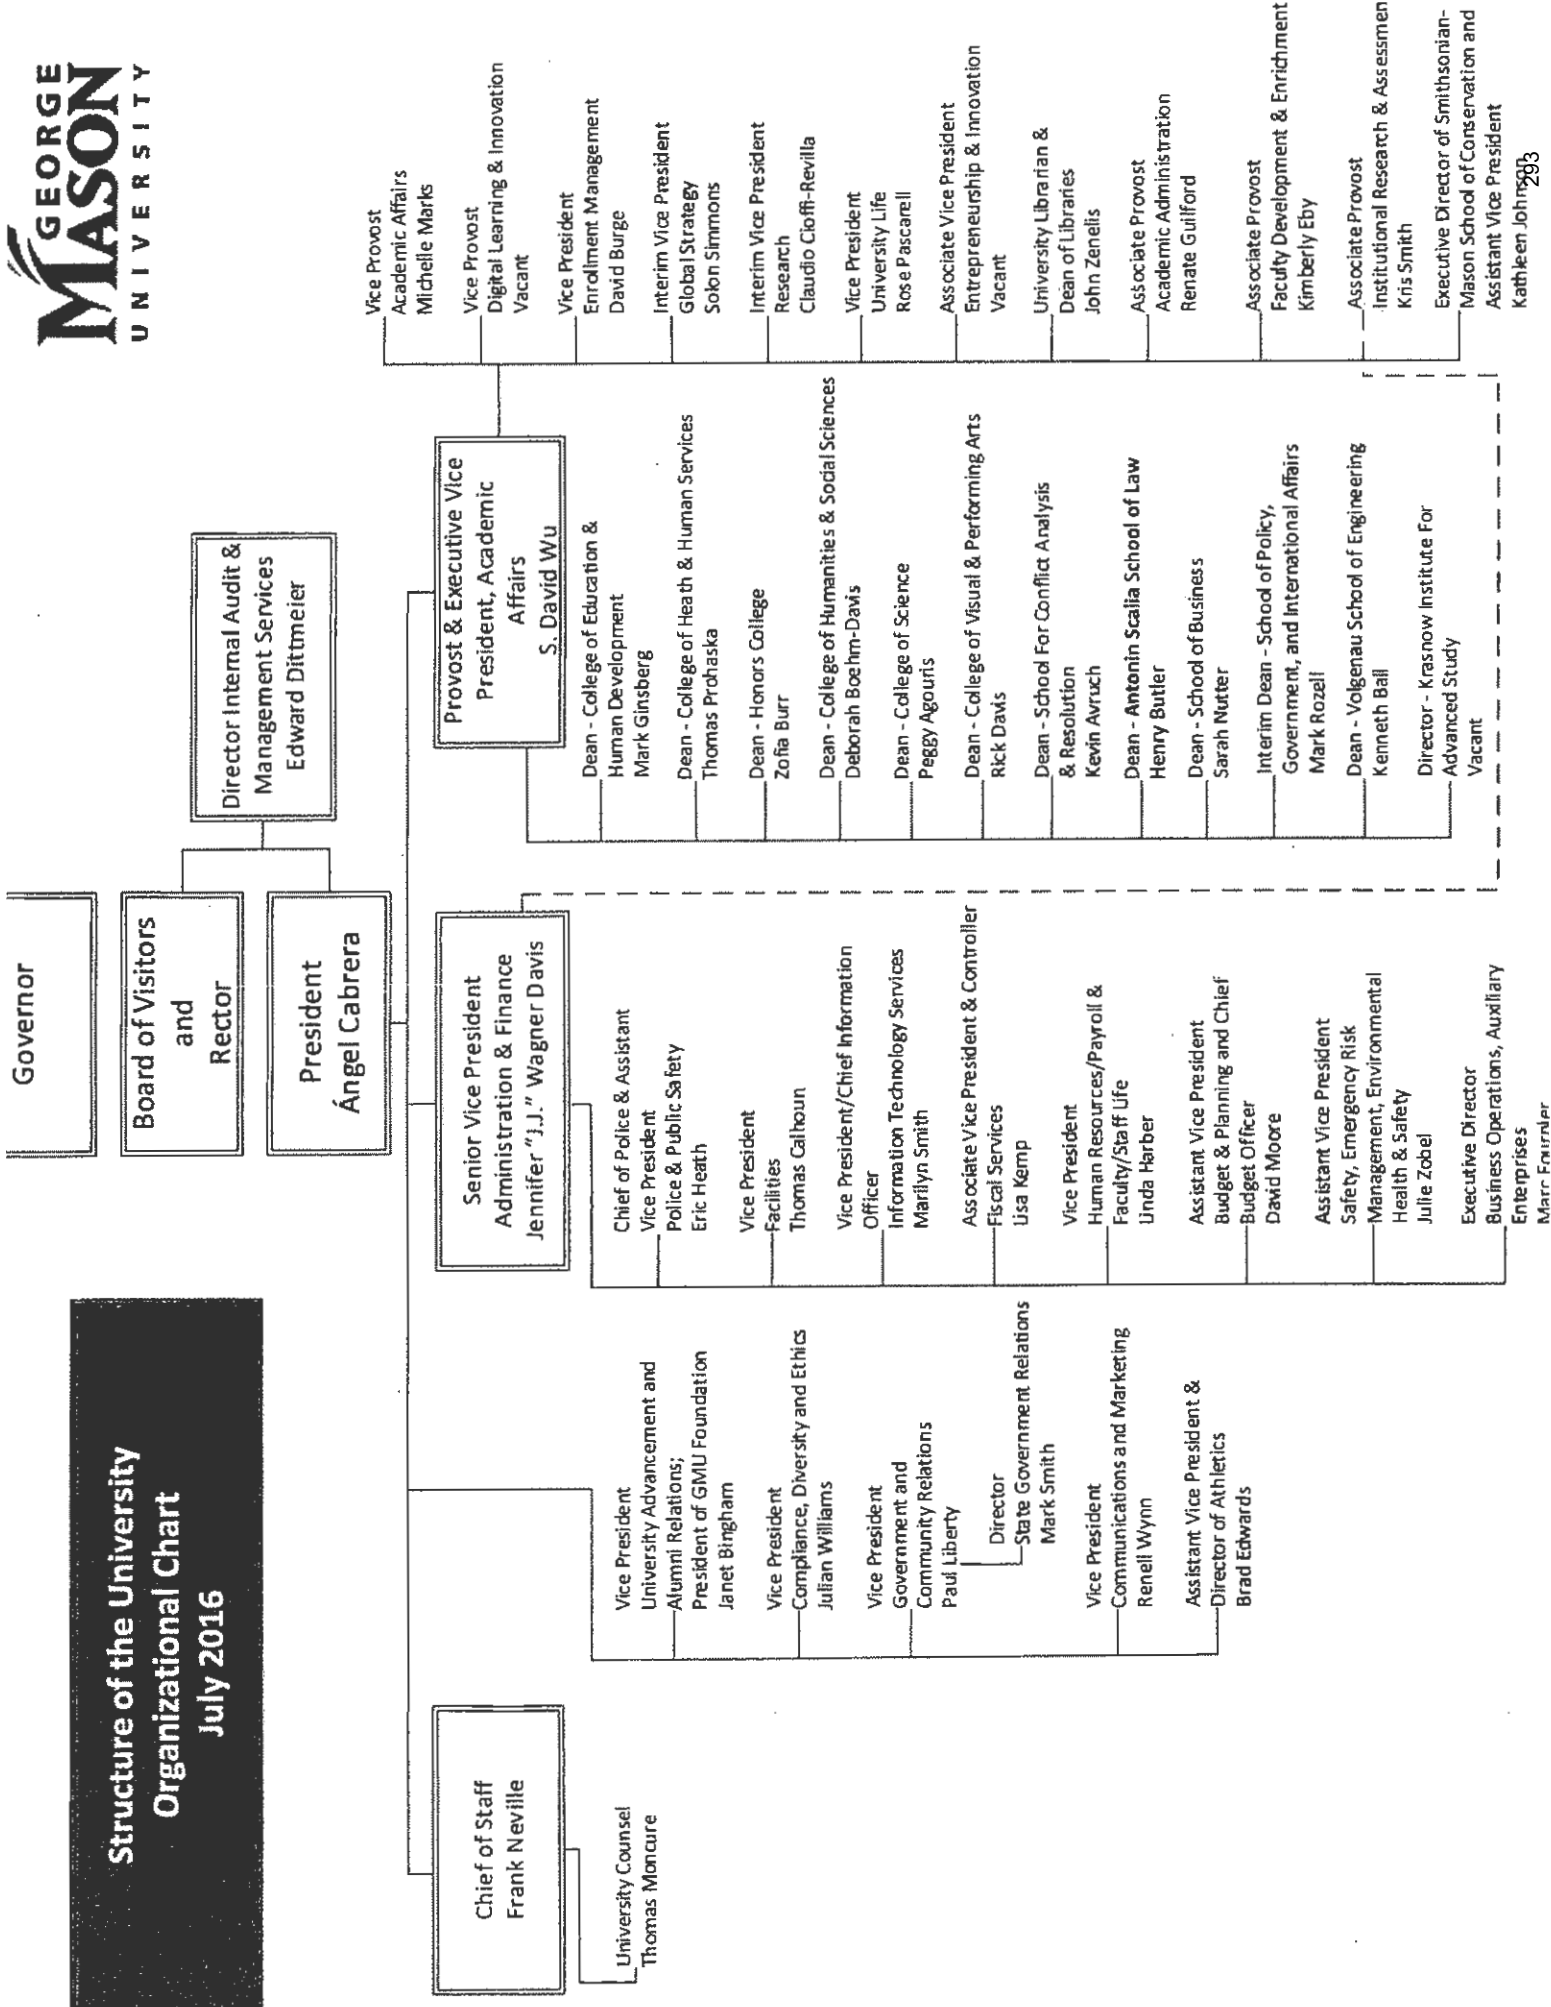 Structure of the University
Organizational Chart
July 2016
GEORGE
MASON
UNIVERSITY
Governor
Board of Visitors
and
Rector
President
Ángel Cabrera
Director Internal Audit &
Management Services
Edward Dittmeier
Chief of Staff
Frank Neville
University Counsel
Thomas Moncure
Vice President
University Advancement and
Alumni Relations;
President of GMU Foundation
Janet Bingham
Vice President
Compliance, Diversity and Ethics
Julian Williams
Vice President
Government and
Community Relations
Paul Liberty
Director
State Government Relations
Mark Smith
Vice President
Communications and Marketing
Renell Wynn
Assistant Vice President &
Director of Athletics
Brad Edwards
Senior Vice President
Administration & Finance
Jennifer "J.J." Wagner Davis
Chief of Police & Assistant
Vice President
Police & Public Safety
Eric Heath
Vice President
Facilities
Thomas Calhoun
Vice President/Chief Information
Officer
Information Technology Services
Marilyn Smith
Associate Vice President & Controller
Fiscal Services
Lisa Kemp
Vice President
Human Resources/Payroll &
Faculty/Staff Life
Linda Harber
Assistant Vice President
Budget & Planning and Chief
Budget Officer
David Moore
Assistant Vice President
Safety, Emergency Risk
Management, Environmental
Health & Safety
Julie Zobel
Executive Director
Business Operations, Auxiliary
Enterprises
Marc Fournier
Provost & Executive Vice
President, Academic
Affairs
S. David Wu
Dean - College of Education &
Human Development
Mark Ginsberg
Dean - College of Heath & Human Services
Thomas Prohaska
Dean - Honors College
Zofia Burr
Dean - College of Humanities & Social Sciences
Deborah Boehm-Davis
Dean - College of Science
Peggy Agouris
Dean - College of Visual & Performing Arts
Rick Davis
Dean - School For Conflict Analysis
& Resolution
Kevin Avruch
Dean - Antonin Scalia School of Law
Henry Butler
Dean - School of Business
Sarah Nutter
Interim Dean - School of Policy,
Government, and International Affairs
Mark Rozell
Dean - Volgenau School of Engineering
Kenneth Ball
Director - Krasnow Institute For
Advanced Study
Vacant
Vice Provost
Academic Affairs
Michelle Marks
Vice Provost
Digital Learning & Innovation
Vacant
Vice President
Enrollment Management
David Burge
Interim Vice President
Global Strategy
Solon Simmons
Interim Vice President
Research
Claudio Cioffi-Revilla
Vice President
University Life
Rose Pascarell
Associate Vice President
Entrepreneurship & Innovation
Vacant
University Librarian &
Dean of Libraries
John Zenelis
Associate Provost
Academic Administration
Renate Guilford
Associate Provost
Faculty Development & Enrichment
Kimberly Eby
Associate Provost
Institutional Research & Assessmen
Kris Smith
Executive Director of Smithsonian-
Mason School of Conservation and
Assistant Vice President
Kathleen Johnson
293